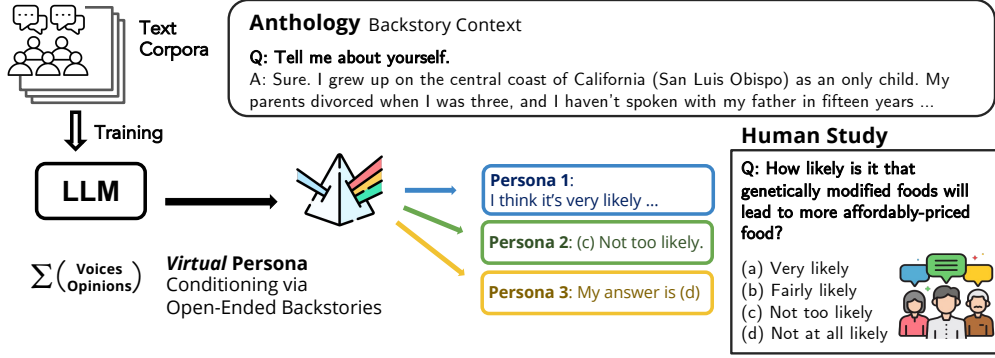 Text
Corpora
Anthology Backstory Context
Q: Tell me about yourself.
A: Sure. I grew up on the central coast of California (San Luis Obispo) as an only child. My
parents divorced when I was three, and I haven't spoken with my father in fifteen years ...
Training
LLM
∑(Voices
Opinions)
Virtual Persona
Conditioning via
Open-Ended Backstories
Persona 1:
I think it's very likely ...
Persona 2: (c) Not too likely.
Persona 3: My answer is (d)
Human Study
Q: How likely is it that
genetically modified foods will
lead to more affordably-priced
food?
(a) Very likely
(b) Fairly likely
(c) Not too likely
(d) Not at all likely